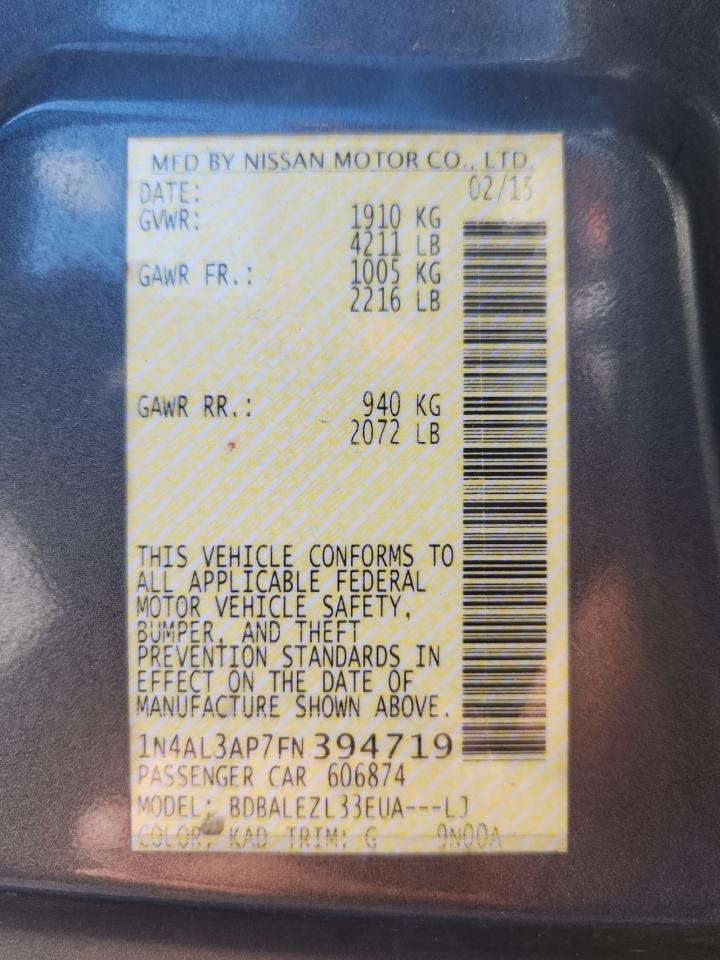 MFD BY NISSAN MOTOR CO., LTD.
DATE: 02/15
GVWR: 1910 KG
4211 LB
GAWR FR.: 1005 KG
2216 LB
GAWR RR.: 940 KG
2072 LB
THIS VEHICLE CONFORMS TO
ALL APPLICABLE FEDERAL
MOTOR VEHICLE SAFETY,
BUMPER, AND THEFT
PREVENTION STANDARDS IN
EFFECT ON THE DATE OF
MANUFACTURE SHOWN ABOVE.
1N4AL3AP7FN394719
PASSENGER CAR 606874
MODEL: BDBALEZL33EUA---LJ
COLOR: KAD TRIM: G 9N00A